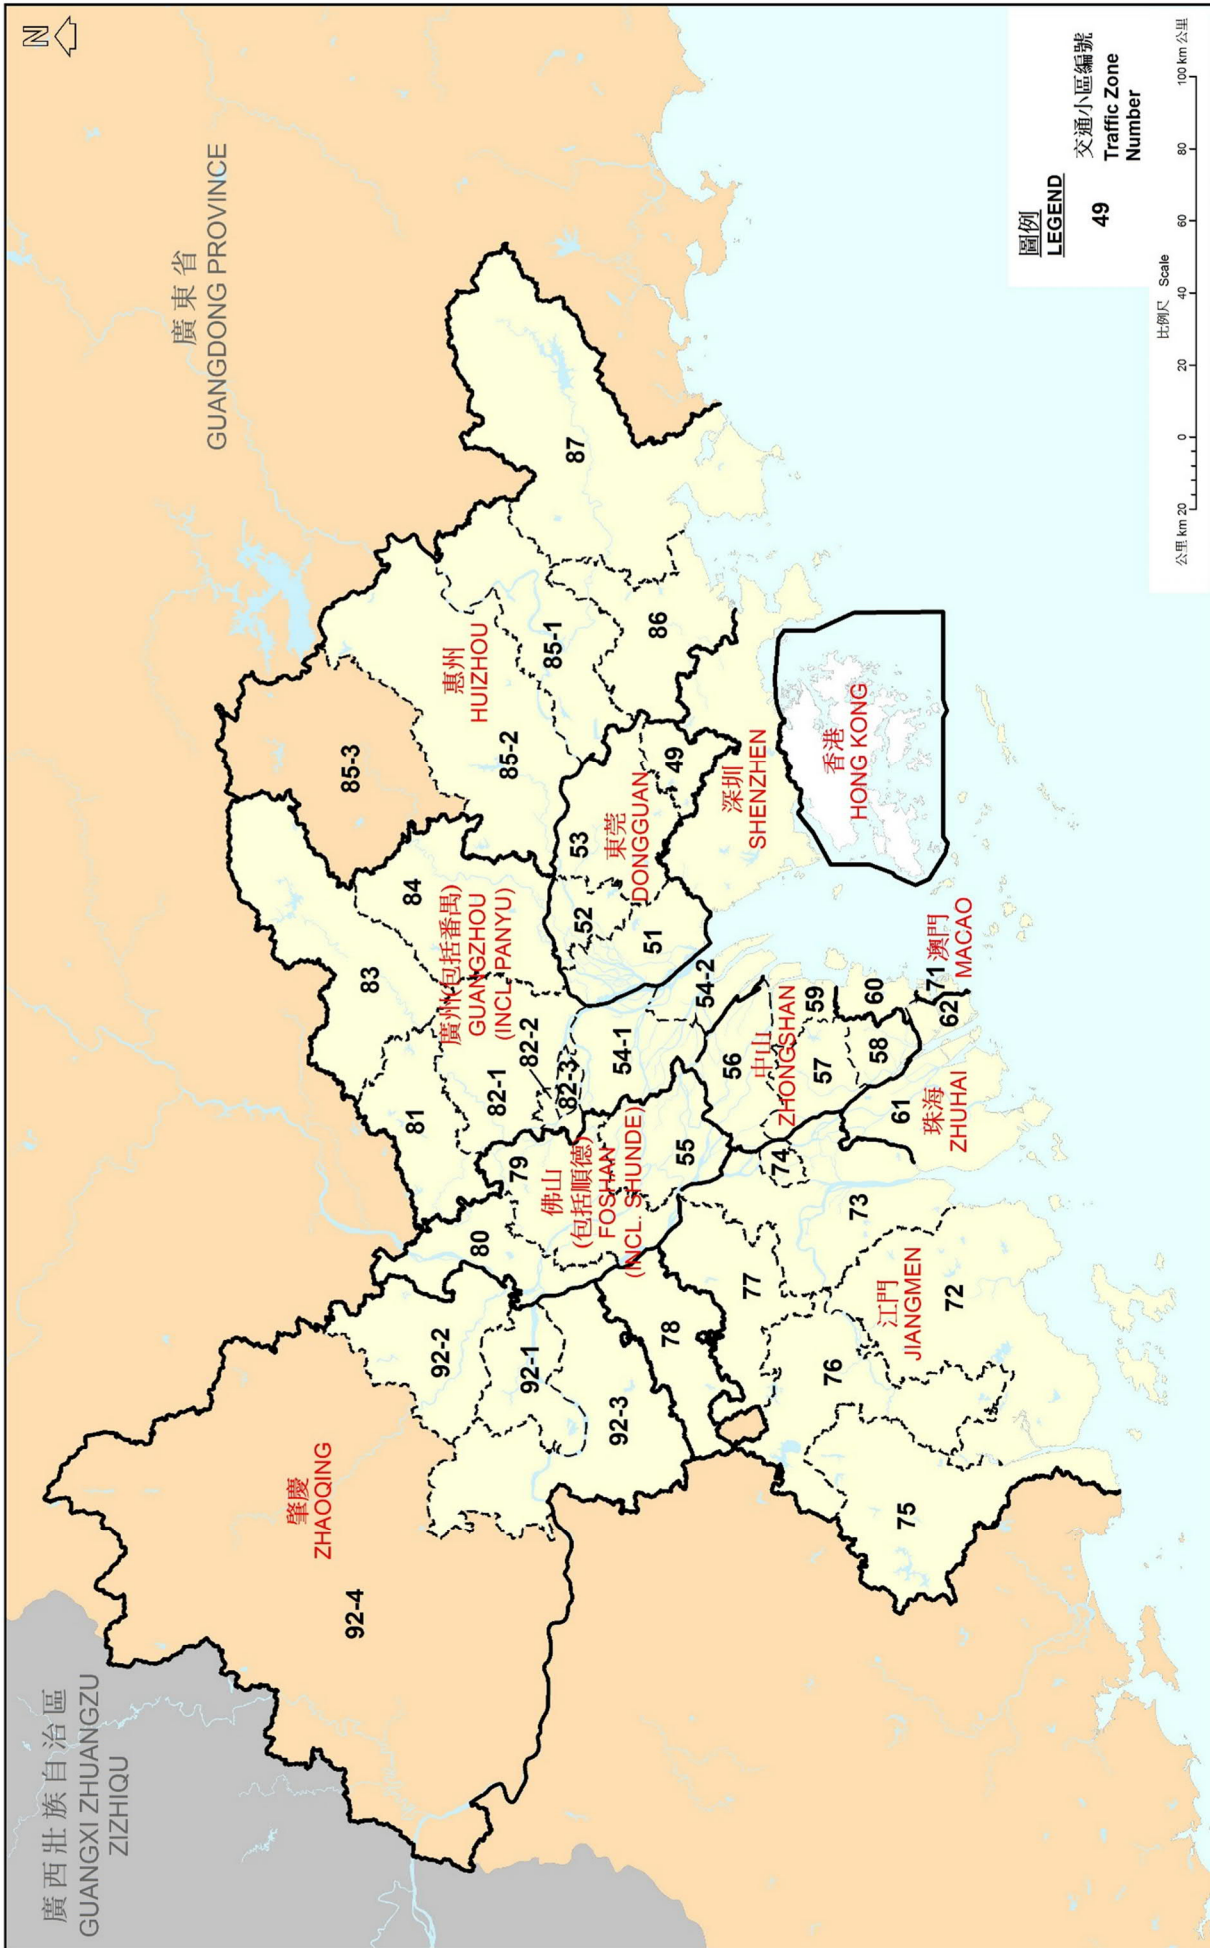 廣西壯族自治區
GUANGXI ZHUANGZU
ZIZHIQU
廣東省
GUANGDONG PROVINCE
N
肇慶
ZHAOQING
92-4
92-2
92-1
92-3
80
79
78
佛山
(包括順德)
FOSHAN
(INCL. SHUNDE)
55
81
83
84
廣州(包括番禺)
GUANGZHOU
(INCL. PANYU)
82-1
82-2
82-3
54-1
54-2
85-3
惠州
HUIZHOU
85-2
85-1
86
87
53
52
51
49
東莞
DONGGUAN
深圳
SHENZHEN
香港
HONG KONG
56
中山
ZHONGSHAN
57
58
59
60
61
62
71
澳門
MACAO
珠海
ZHUHAI
77
74
73
76
江門
JIANGMEN
72
75
圖例
LEGEND
49
交通小區編號
Traffic Zone
Number
比例尺 Scale
公里 km 20 0 20 40 60 80 100 km 公里